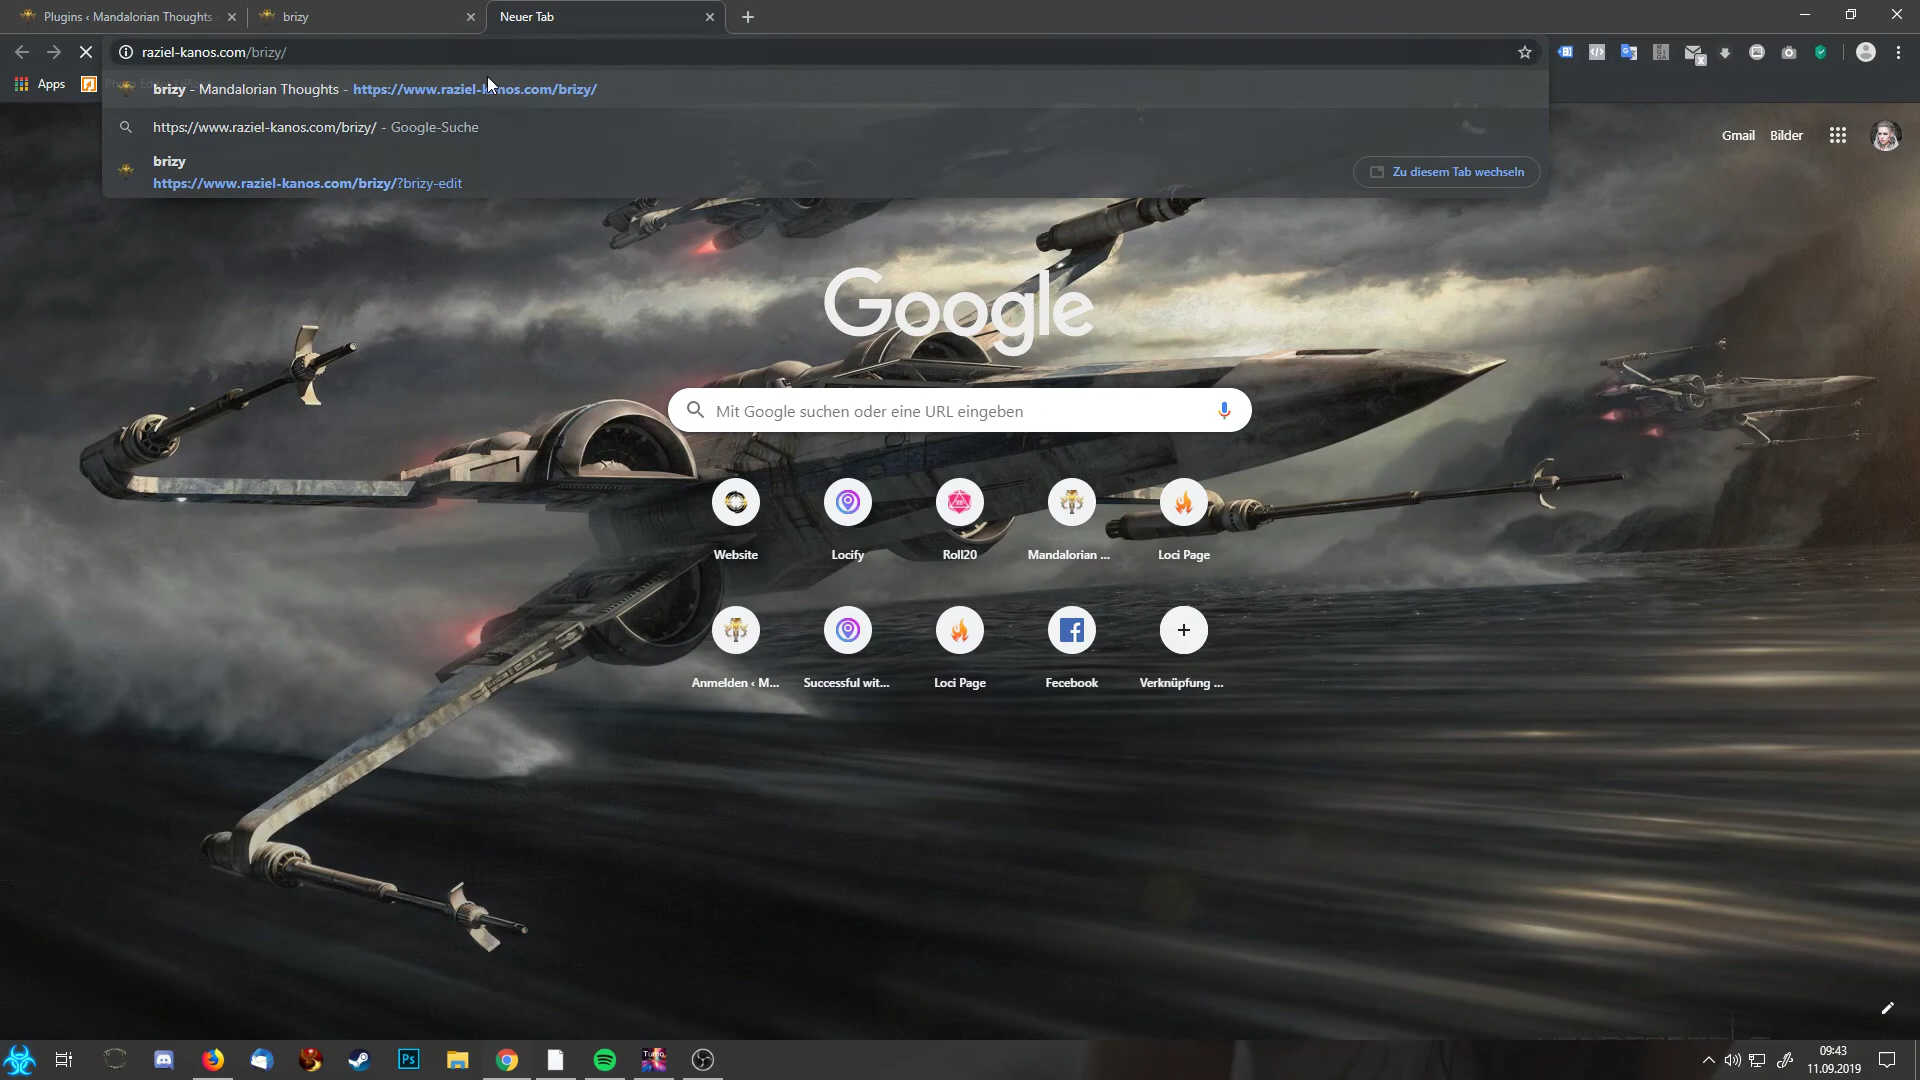 Plugins ‹ Mandalorian Thoughts
brizy
Neuer Tab
raziel-kanos.com/brizy/
Apps
brizy - Mandalorian Thoughts - https://www.raziel-kanos.com/brizy/
https://www.raziel-kanos.com/brizy/ - Google-Suche
brizy
https://www.raziel-kanos.com/brizy/?brizy-edit
Zu diesem Tab wechseln
Gmail
Bilder
Google
Mit Google suchen oder eine URL eingeben
Website
Locify
Roll20
Mandalorian ...
Loci Page
Anmelden ‹ M...
Successful wit...
Loci Page
Fecebook
Verknüpfung ...
Ps
09:43
11.09.2019